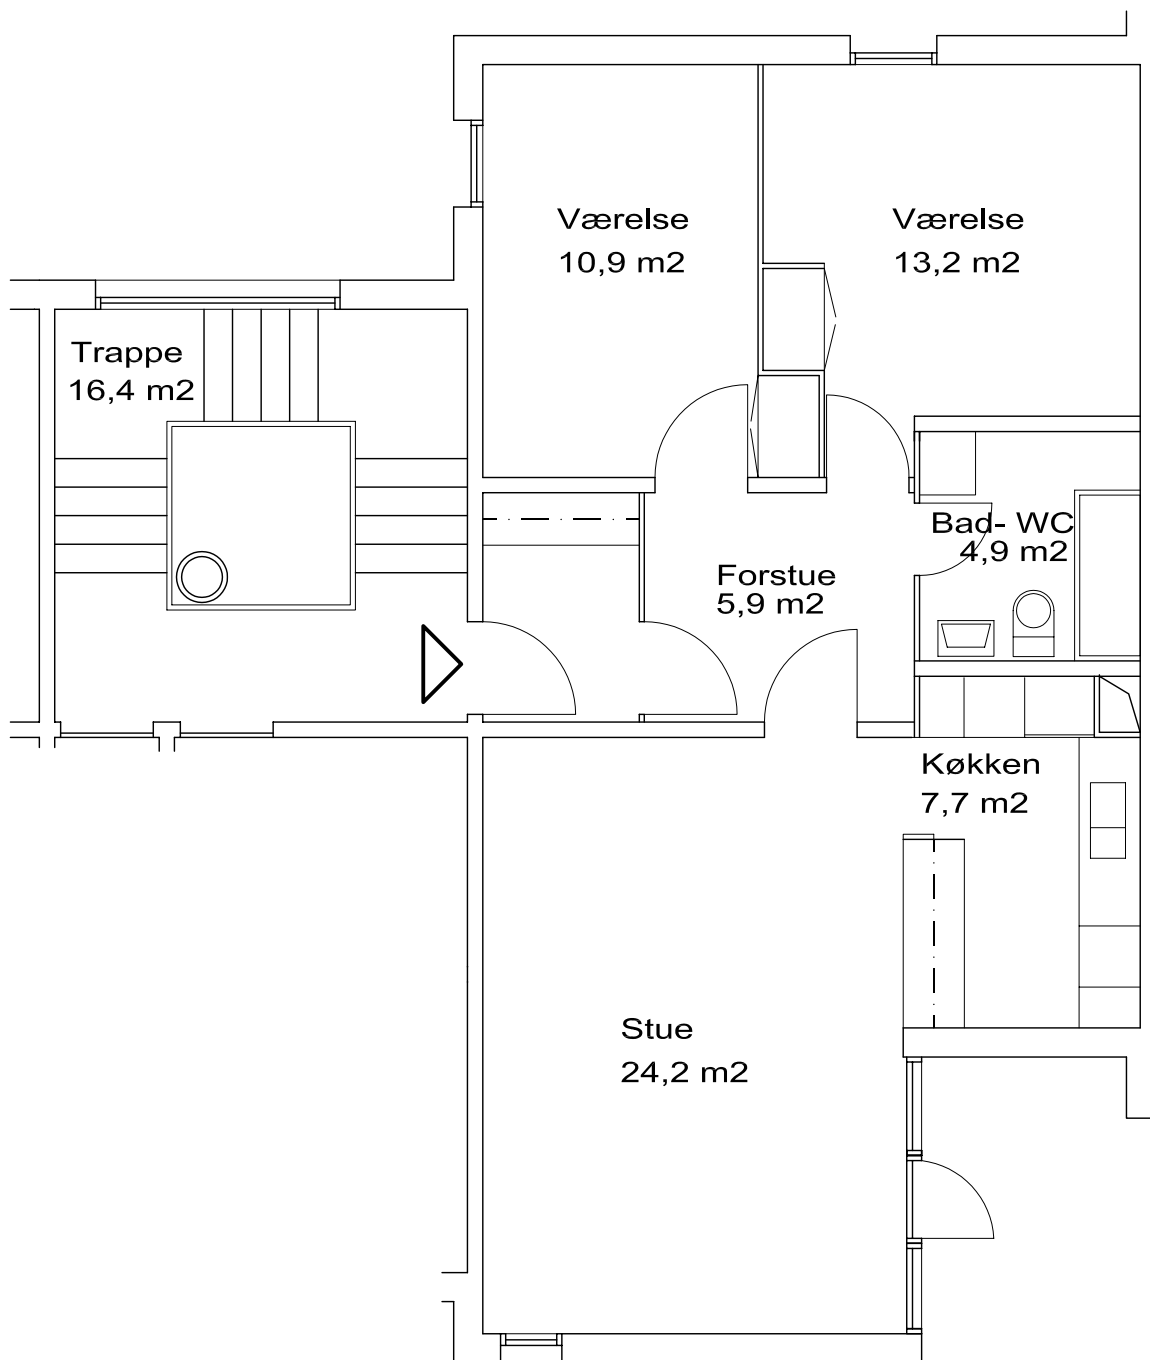 Værelse
10,9 m2
Værelse
13,2 m2
Trappe
16,4 m2
Bad- WC
4,9 m2
Forstue
5,9 m2
Køkken
7,7 m2
Stue
24,2 m2